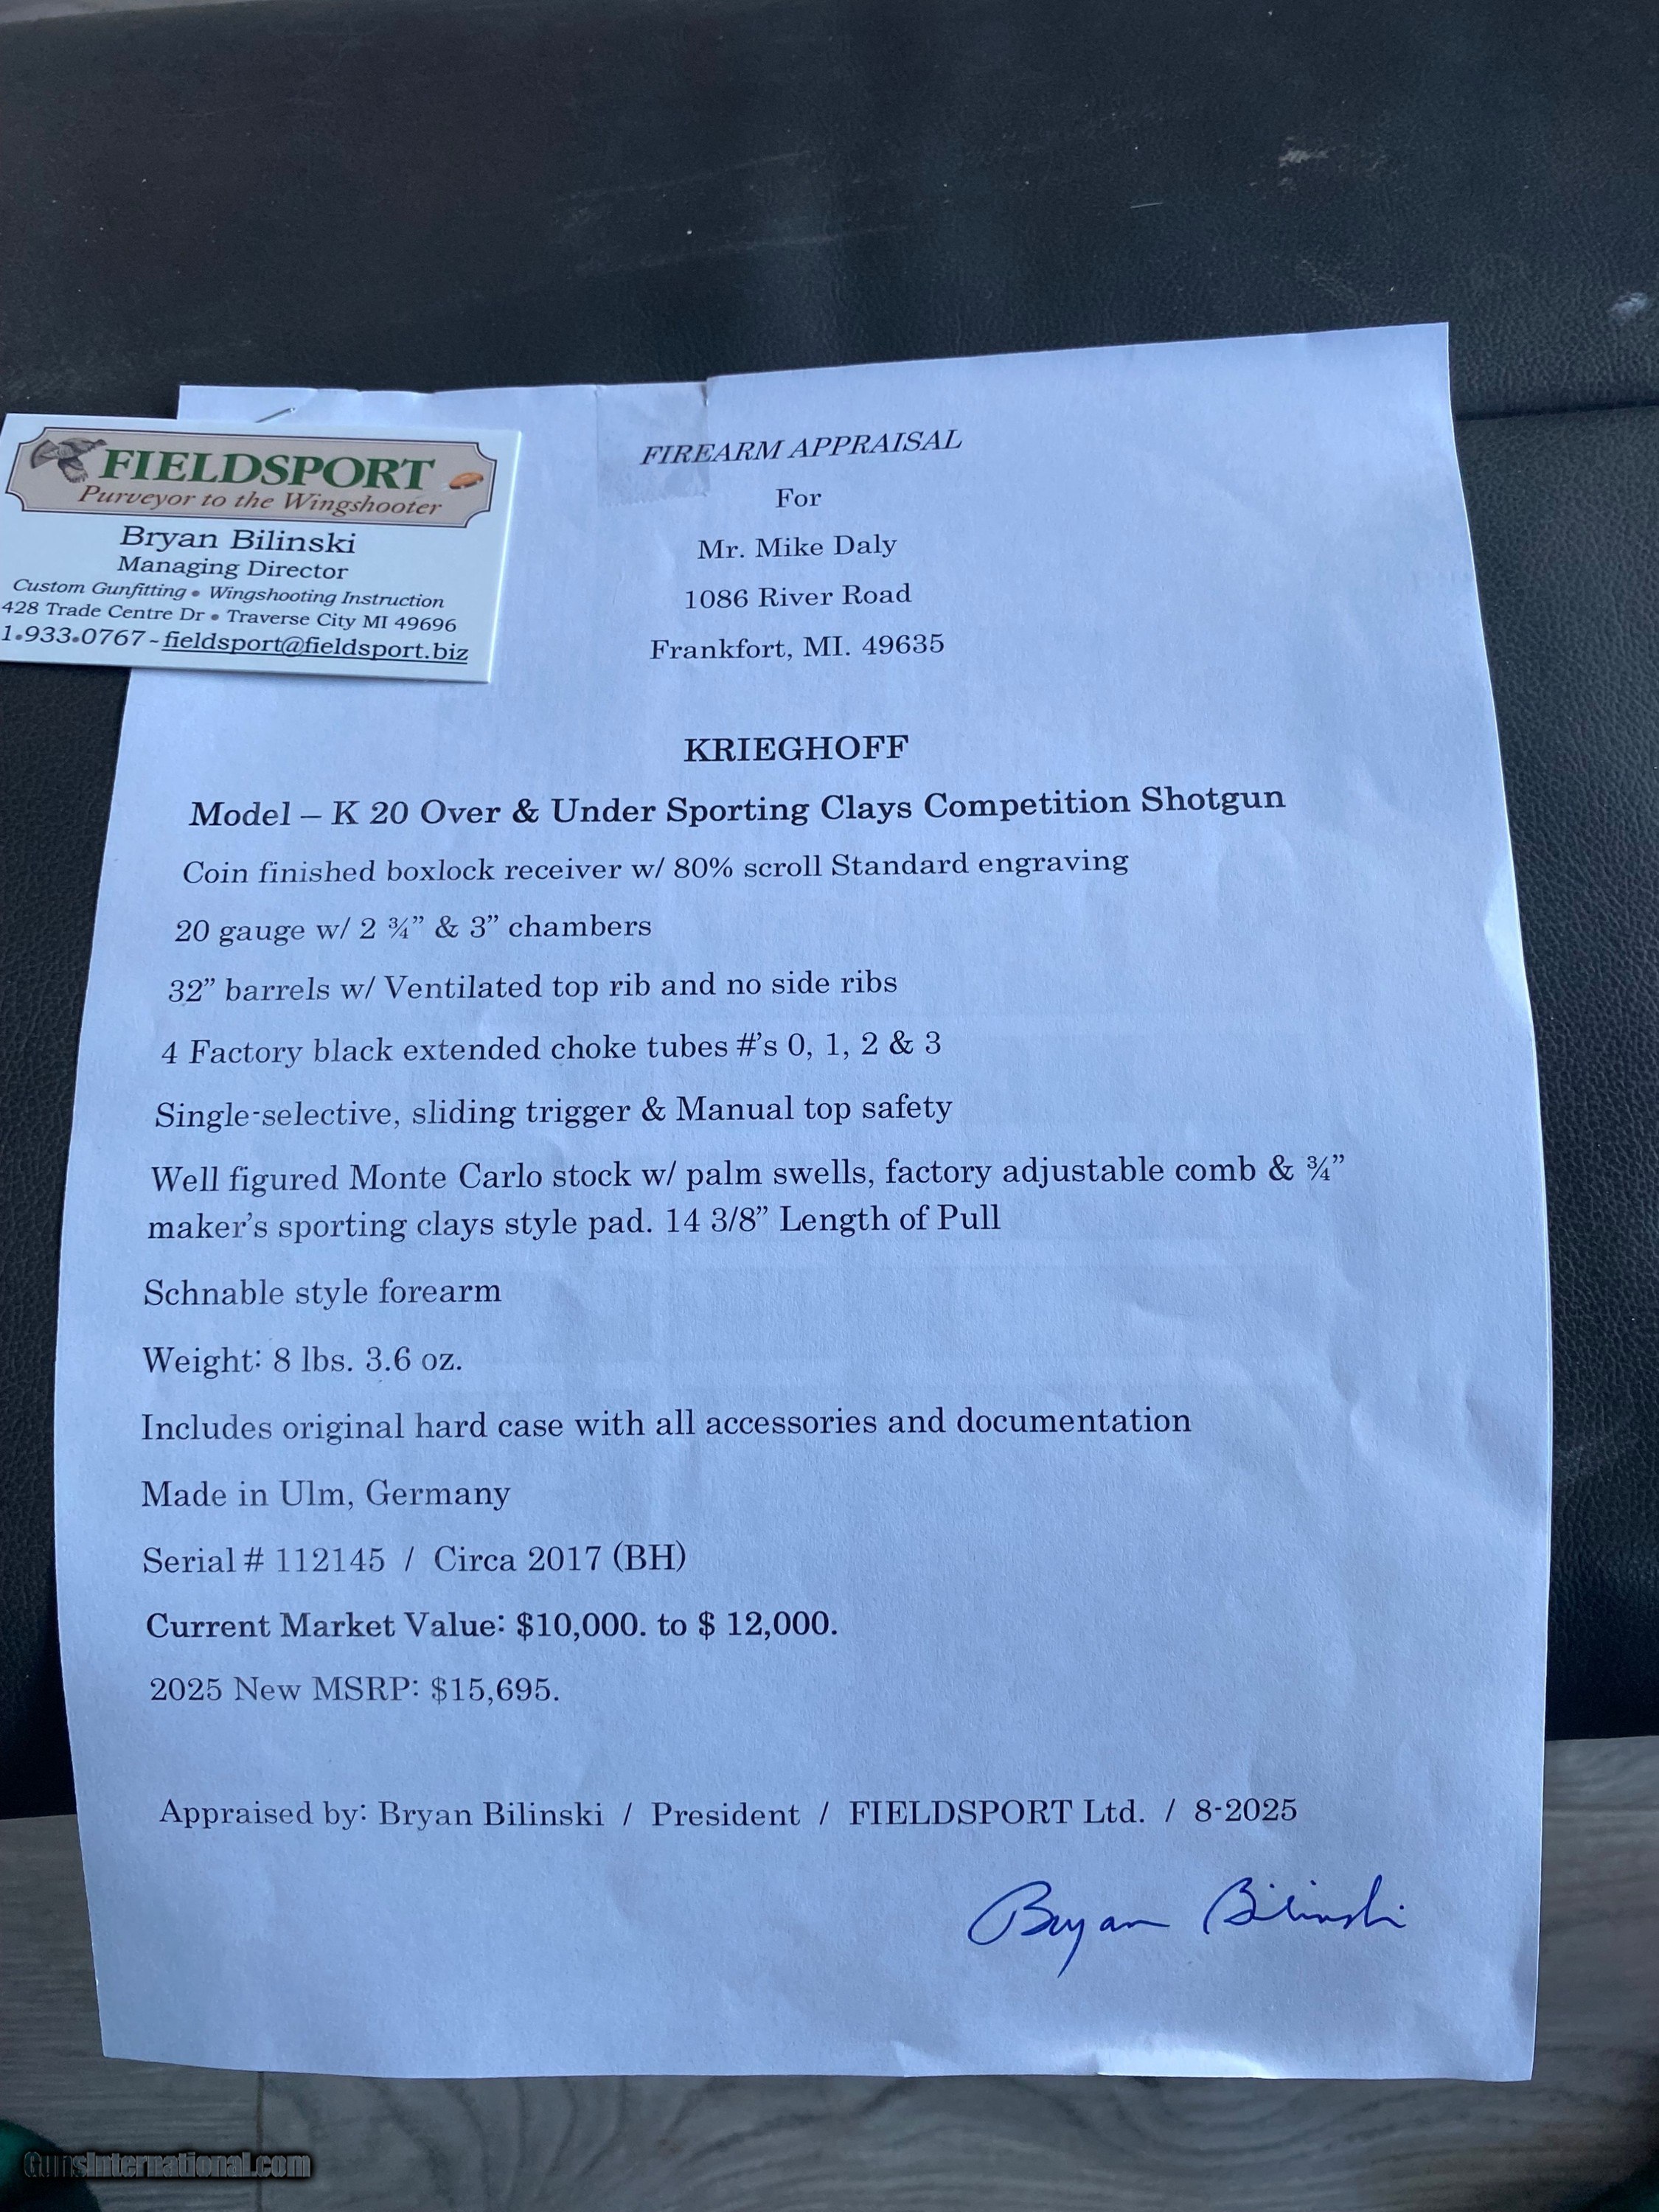 FIELDSPORT
Purveyor to the Wingshooter
Bryan Bilinski
Managing Director
Custom Gunfitting • Wingshooting Instruction
428 Trade Centre Dr • Traverse City MI 49696
1•933•0767 - fieldsport@fieldsport.biz
FIREARM APPRAISAL
For
Mr. Mike Daly
1086 River Road
Frankfort, MI. 49635
KRIEGHOFF
Model – K 20 Over & Under Sporting Clays Competition Shotgun
Coin finished boxlock receiver w/ 80% scroll Standard engraving
20 gauge w/ 2 ¾” & 3” chambers
32” barrels w/ Ventilated top rib and no side ribs
4 Factory black extended choke tubes #’s 0, 1, 2 & 3
Single-selective, sliding trigger & Manual top safety
Well figured Monte Carlo stock w/ palm swells, factory adjustable comb & ¾”
maker’s sporting clays style pad. 14 3/8” Length of Pull
Schnable style forearm
Weight: 8 lbs. 3.6 oz.
Includes original hard case with all accessories and documentation
Made in Ulm, Germany
Serial # 112145 / Circa 2017 (BH)
Current Market Value: $10,000. to $ 12,000.
2025 New MSRP: $15,695.
Appraised by: Bryan Bilinski / President / FIELDSPORT Ltd. / 8-2025
Bryan Bilinski
GunsInternational.com